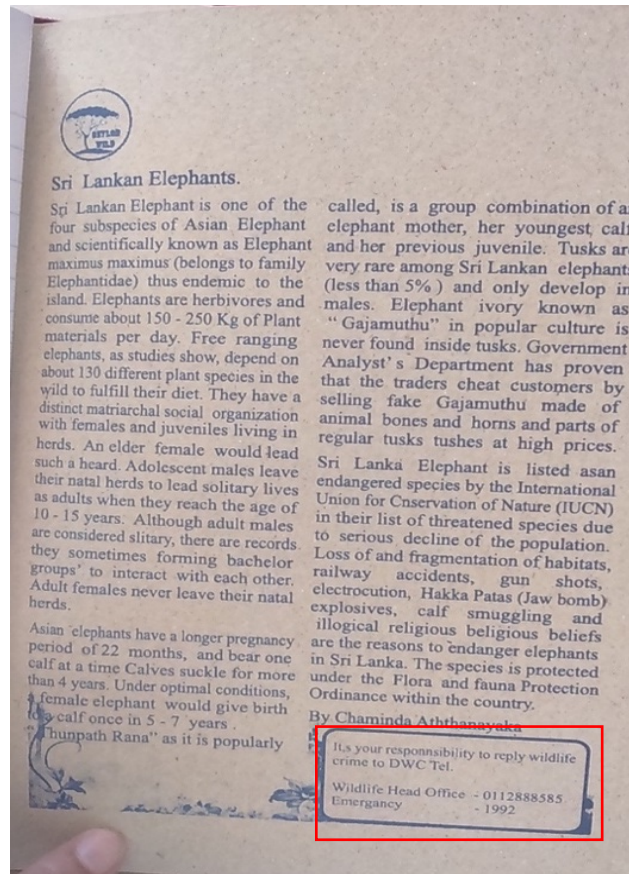 CEYLON
WILD
Sri Lankan Elephants.
Sri Lankan Elephant is one of the
four subspecies of Asian Elephant
and scientifically known as Elephant
maximus maximus (belongs to family
Elephantidae) thus endemic to the
island. Elephants are herbivores and
consume about 150 - 250 Kg of Plant
materials per day. Free ranging
elephants, as studies show, depend on
about 130 different plant species in the
wild to fulfill their diet. They have a
distinct matriarchal social organization
with females and juveniles living in
herds. An elder female would lead
such a heard. Adolescent males leave
their natal herds to lead solitary lives
as adults when they reach the age of
10 - 15 years. Although adult males
are considered slitary, there are records
they sometimes forming bachelor
groups' to interact with each other.
Adult females never leave their natal
herds.
Asian elephants have a longer pregnancy
period of 22 months, and bear one
calf at a time Calves suckle for more
than 4 years. Under optimal conditions,
a female elephant would give birth
to a calf once in 5 - 7 years .
Thunpath Rana" as it is popularly
called, is a group combination of a
elephant mother, her youngest calf
and her previous juvenile. Tusks are
very rare among Sri Lankan elephants
(less than 5% ) and only develop in
males. Elephant ivory known as
" Gajamuthu" in popular culture is
never found inside tusks. Government
Analyst' s Department has proven
that the traders cheat customers by
selling fake Gajamuthu made of
animal bones and horns and parts of
regular tusks tushes at high prices.
Sri Lanka Elephant is listed asan
endangered species by the International
Union for Cnservation of Nature (IUCN)
in their list of threatened species due
to serious decline of the population.
Loss of and fragmentation of habitats,
railway accidents, gun shots,
electrocution, Hakka Patas (Jaw bomb)
explosives, calf smuggling and
illogical religious beligious beliefs
are the reasons to endanger elephants
in Sri Lanka. The species is protected
under the Flora and fauna Protection
Ordinance within the country.
By Chaminda Aththanayaka
It,s your responnsibility to reply wildlife
crime to DWC Tel.
Wildlife Head Office - 0112888585
Emergancy - 1992